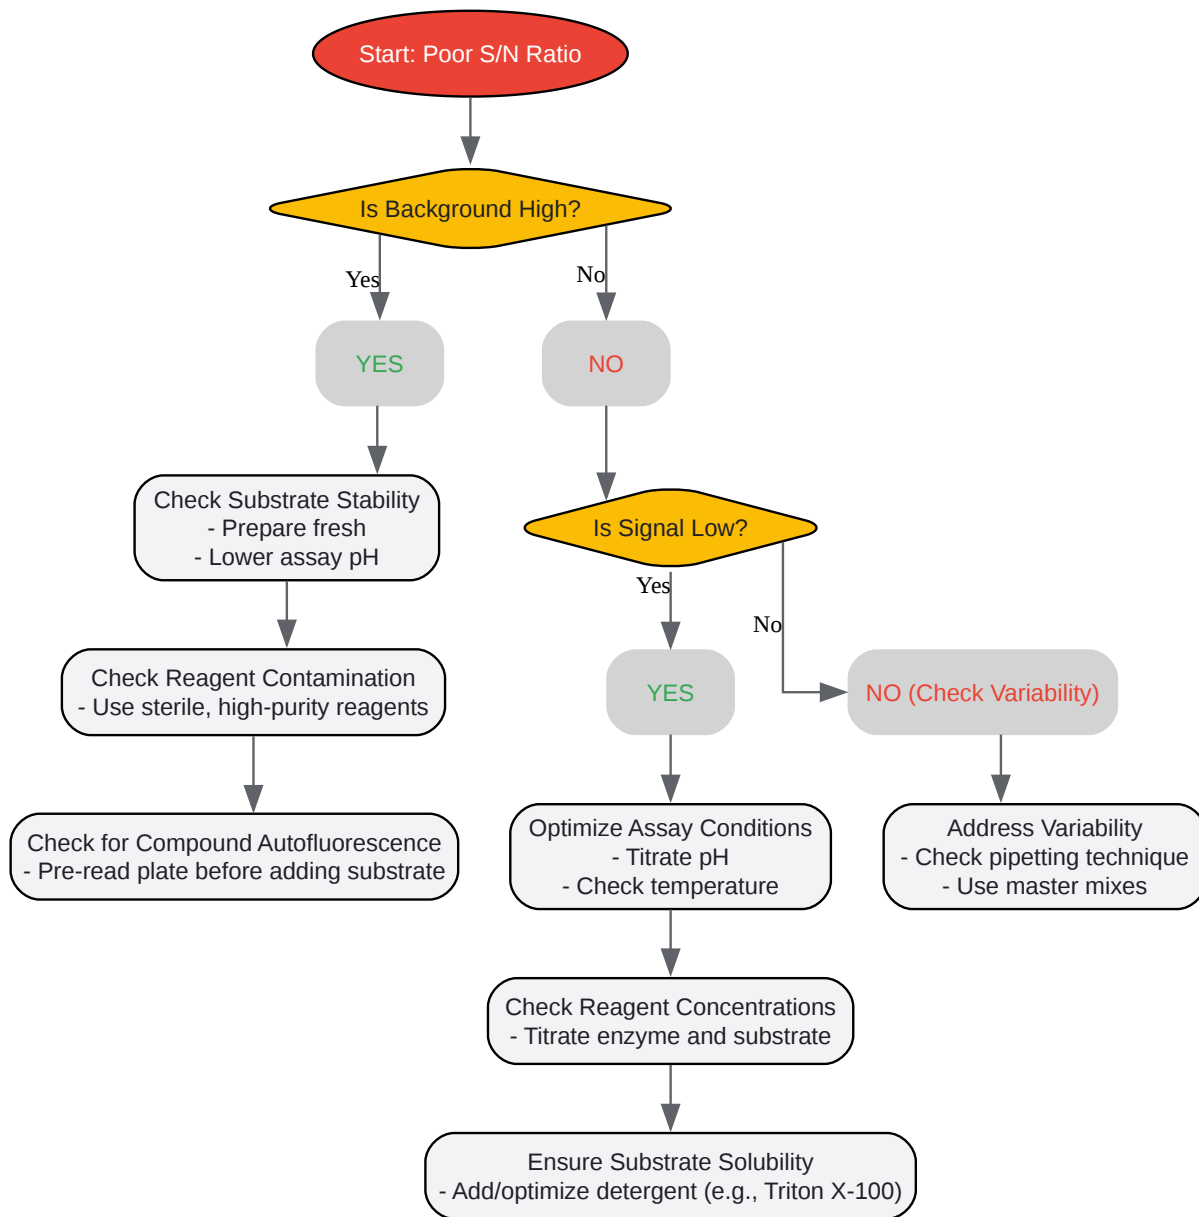 Start: Poor S/N Ratio
Is Background High?
Yes
No
YES
NO
Check Substrate Stability
- Prepare fresh
- Lower assay pH
Is Signal Low?
Yes
No
Check Reagent Contamination
- Use sterile, high-purity reagents
YES
NO (Check Variability)
Check for Compound Autofluorescence
- Pre-read plate before adding substrate
Optimize Assay Conditions
- Titrate pH
- Check temperature
Address Variability
- Check pipetting technique
- Use master mixes
Check Reagent Concentrations
- Titrate enzyme and substrate
Ensure Substrate Solubility
- Add/optimize detergent (e.g., Triton X-100)